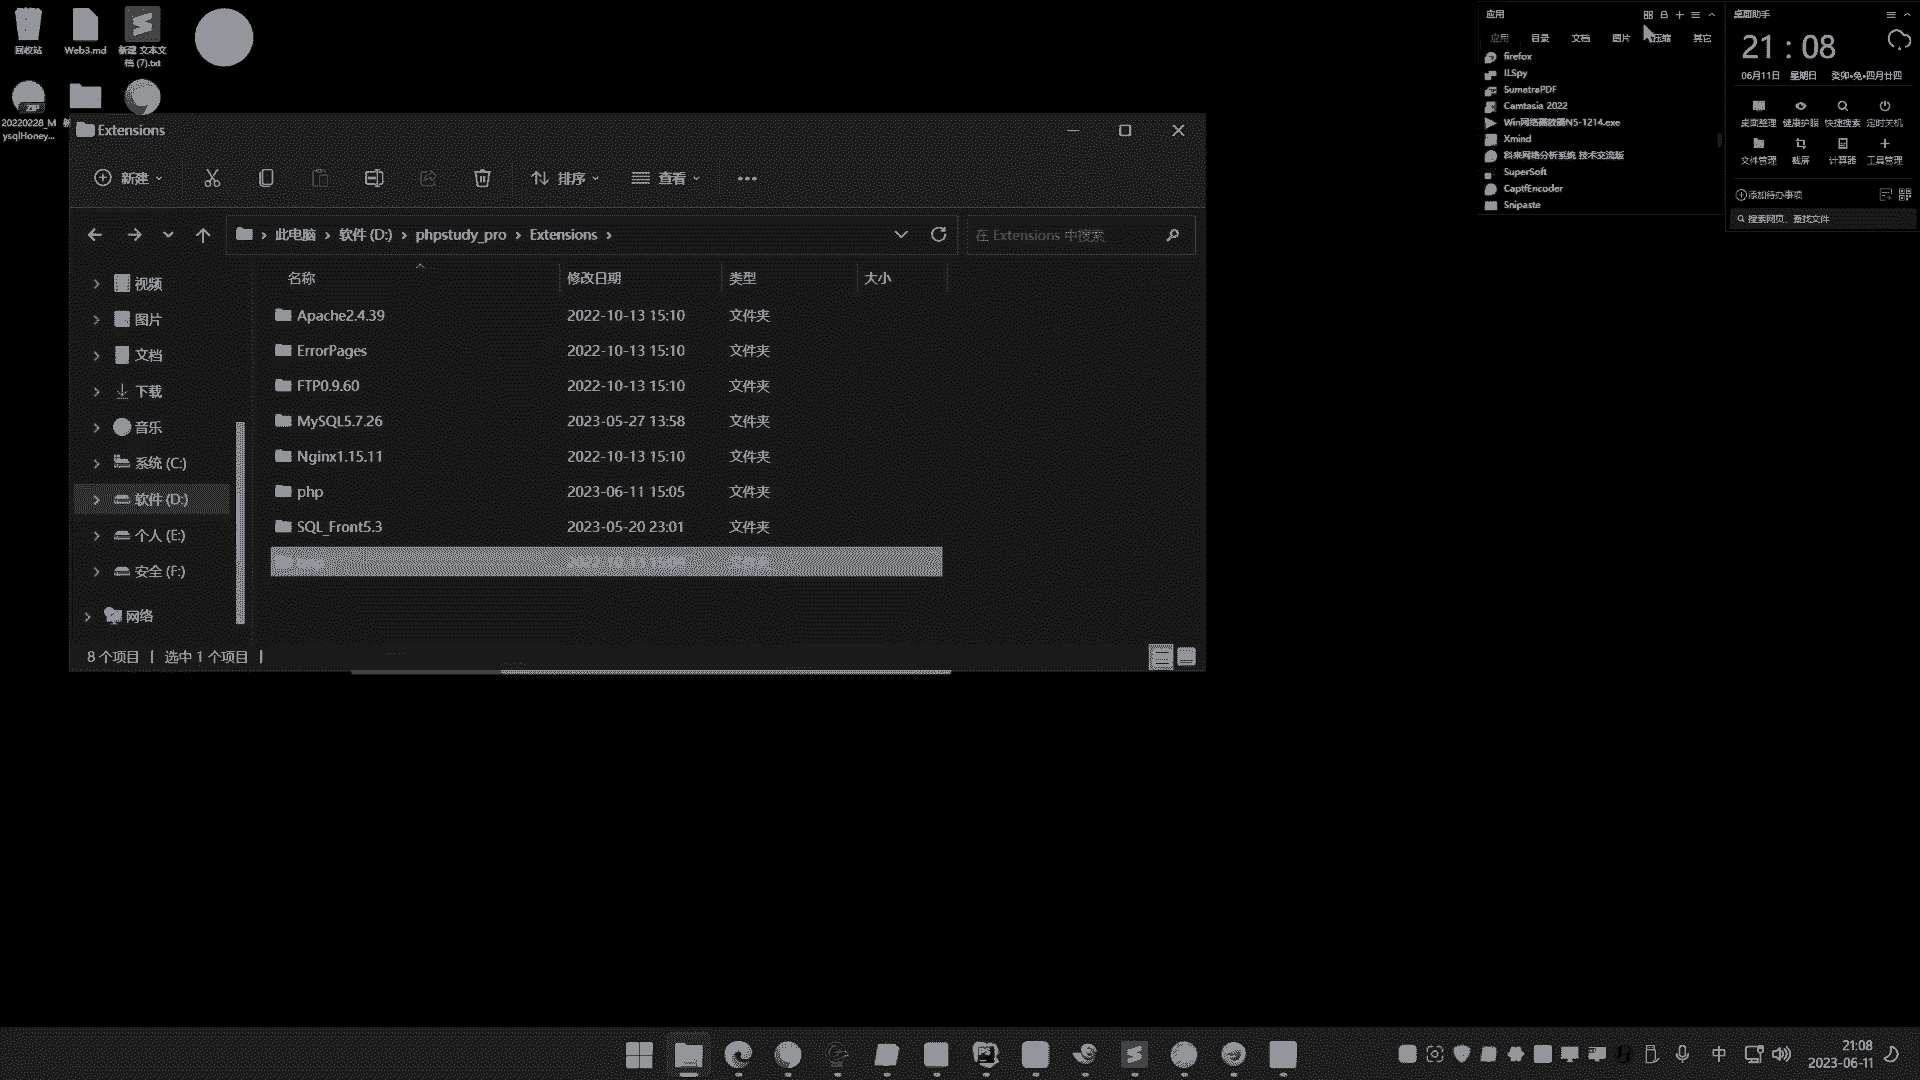 回收站
Web3.md
新建 文本文
档 (7).txt
ZIP
20220228_M
ysqlHoney...
新
Extensions
新建
排序
查看
此电脑 › 软件 (D:) › phpstudy_pro › Extensions ›
在 Extensions 中搜索
名称 修改日期 类型 大小
Apache2.4.39 2022-10-13 15:10 文件夹
ErrorPages 2022-10-13 15:10 文件夹
FTP0.9.60 2022-10-13 15:10 文件夹
MySQL5.7.26 2023-05-27 13:58 文件夹
Nginx1.15.11 2022-10-13 15:10 文件夹
php 2023-06-11 15:05 文件夹
SQL_Front5.3 2023-05-20 23:01 文件夹
视频
图片
文档
下载
音乐
系统 (C:)
软件 (D:)
个人 (E:)
安全 (F:)
网络
8 个项目 | 选中 1 个项目 |
应用
应用 目录 文档 图片 压缩 其它
firefox
ILSpy
SumatraPDF
Camtasia 2022
Win网络播放器N5-1214.exe
Xmind
科来网络分析系统 技术交流版
SuperSoft
CaptfEncoder
Snipaste
桌面助手
21 : 08
06月11日 星期日 癸卯•兔•四月廿四
桌面整理 健康护眼 快捷搜索 定时关机
文件管理 截屏 计算器 工具管理
添加待办事项
搜索网页、查找文件
PS
中
21:08
2023-06-11